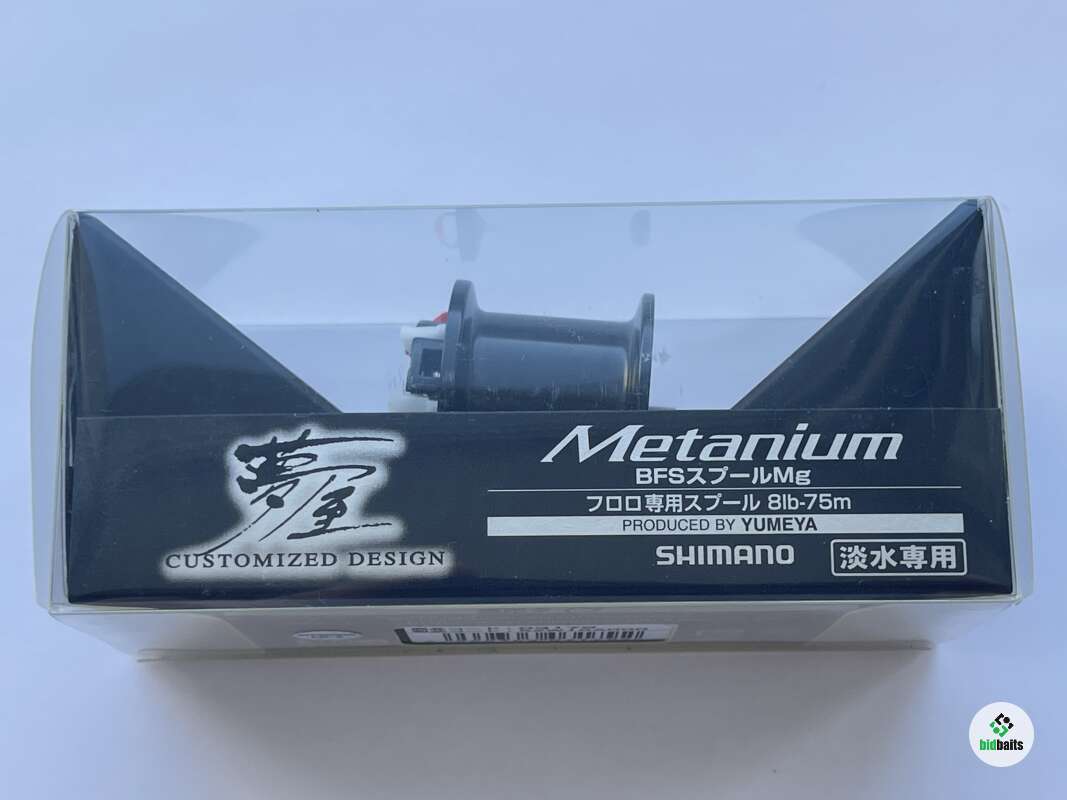 夢屋
CUSTOMIZED DESIGN
Metanium
BFSスプールMg
フロロ専用スプール 8lb-75m
PRODUCED BY YUMEYA
SHIMANO
淡水専用
bidbaits